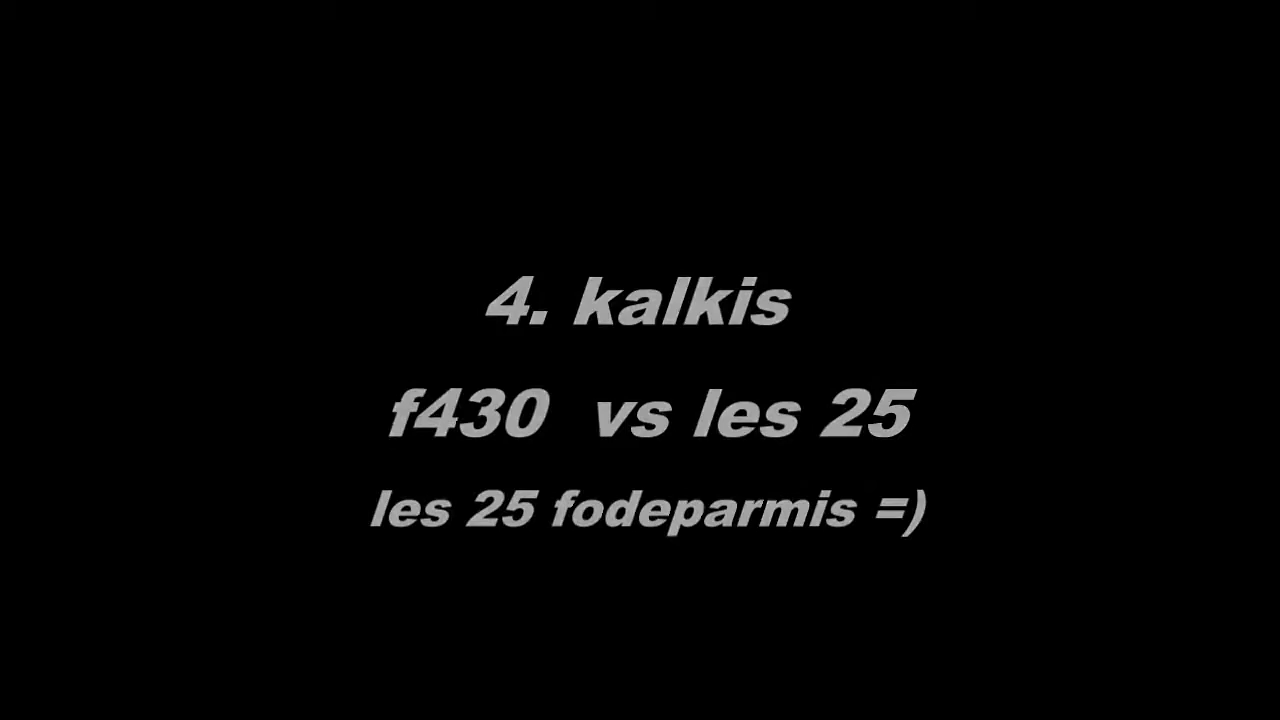 4. kalkis
f430 vs les 25
les 25 fodeparmis =)